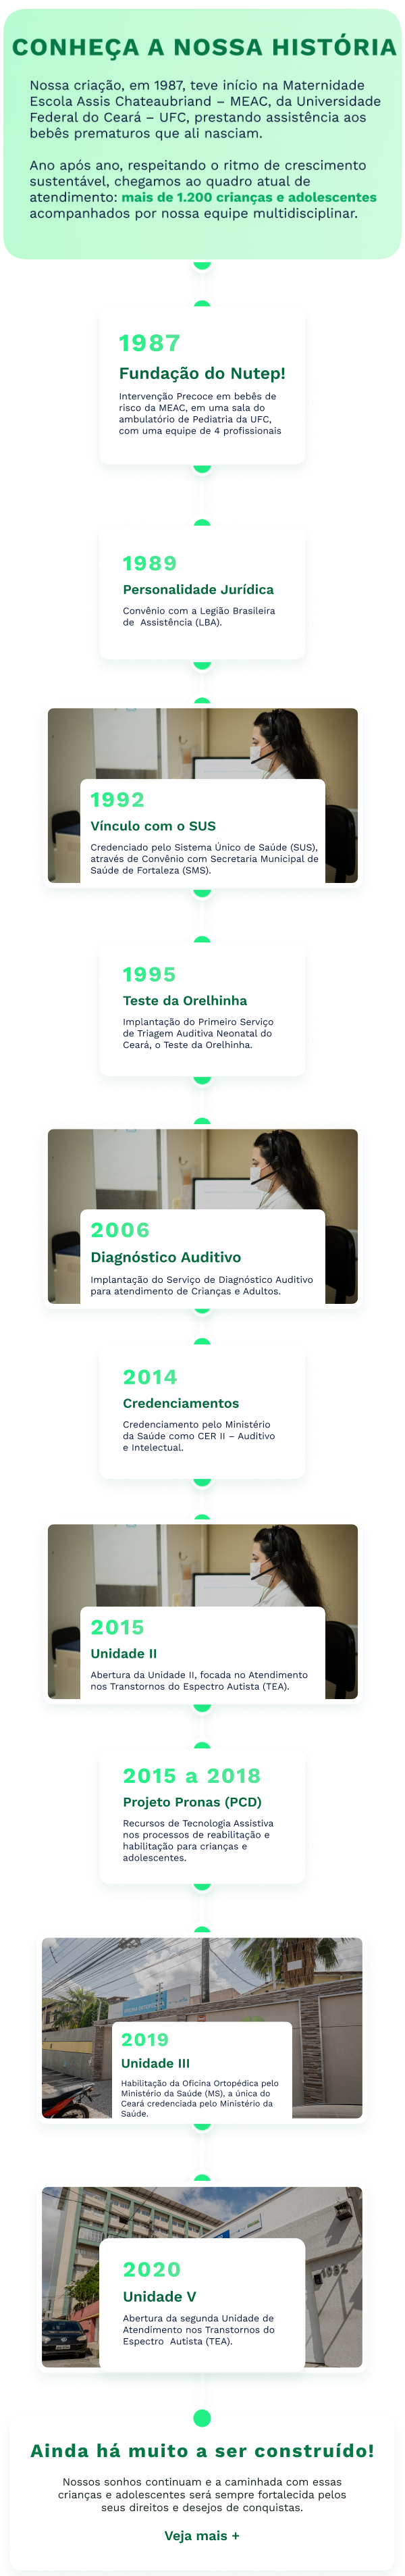 CONHEÇA A NOSSA HISTÓRIA
Nossa criação, em 1987, teve início na Maternidade
Escola Assis Chateaubriand – MEAC, da Universidade
Federal do Ceará – UFC, prestando assistência aos
bebês prematuros que ali nasciam.
Ano após ano, respeitando o ritmo de crescimento
sustentável, chegamos ao quadro atual de
atendimento: mais de 1.200 crianças e adolescentes
acompanhados por nossa equipe multidisciplinar.
1987
Fundação do Nutep!
Intervenção Precoce em bebês de
risco da MEAC, em uma sala do
ambulatório de Pediatria da UFC,
com uma equipe de 4 profissionais
1989
Personalidade Jurídica
Convênio com a Legião Brasileira
de Assistência (LBA).
1992
Vínculo com o SUS
Credenciado pelo Sistema Único de Saúde (SUS),
através de Convênio com Secretaria Municipal de
Saúde de Fortaleza (SMS).
1995
Teste da Orelhinha
Implantação do Primeiro Serviço
de Triagem Auditiva Neonatal do
Ceará, o Teste da Orelhinha.
2006
Diagnóstico Auditivo
Implantação do Serviço de Diagnóstico Auditivo
para atendimento de Crianças e Adultos.
2014
Credenciamentos
Credenciamento pelo Ministério
da Saúde como CER II – Auditivo
e Intelectual.
2015
Unidade II
Abertura da Unidade II, focada no Atendimento
nos Transtornos do Espectro Autista (TEA).
2015 a 2018
Projeto Pronas (PCD)
Recursos de Tecnologia Assistiva
nos processos de reabilitação e
habilitação para crianças e
adolescentes.
2019
Unidade III
Habilitação da Oficina Ortopédica pelo
Ministério da Saúde (MS), a única do
Ceará credenciada pelo Ministério da
Saúde.
1092
2020
Unidade V
Abertura da segunda Unidade de
Atendimento nos Transtornos do
Espectro Autista (TEA).
Ainda há muito a ser construído!
Nossos sonhos continuam e a caminhada com essas
crianças e adolescentes será sempre fortalecida pelos
seus direitos e desejos de conquistas.
Veja mais +